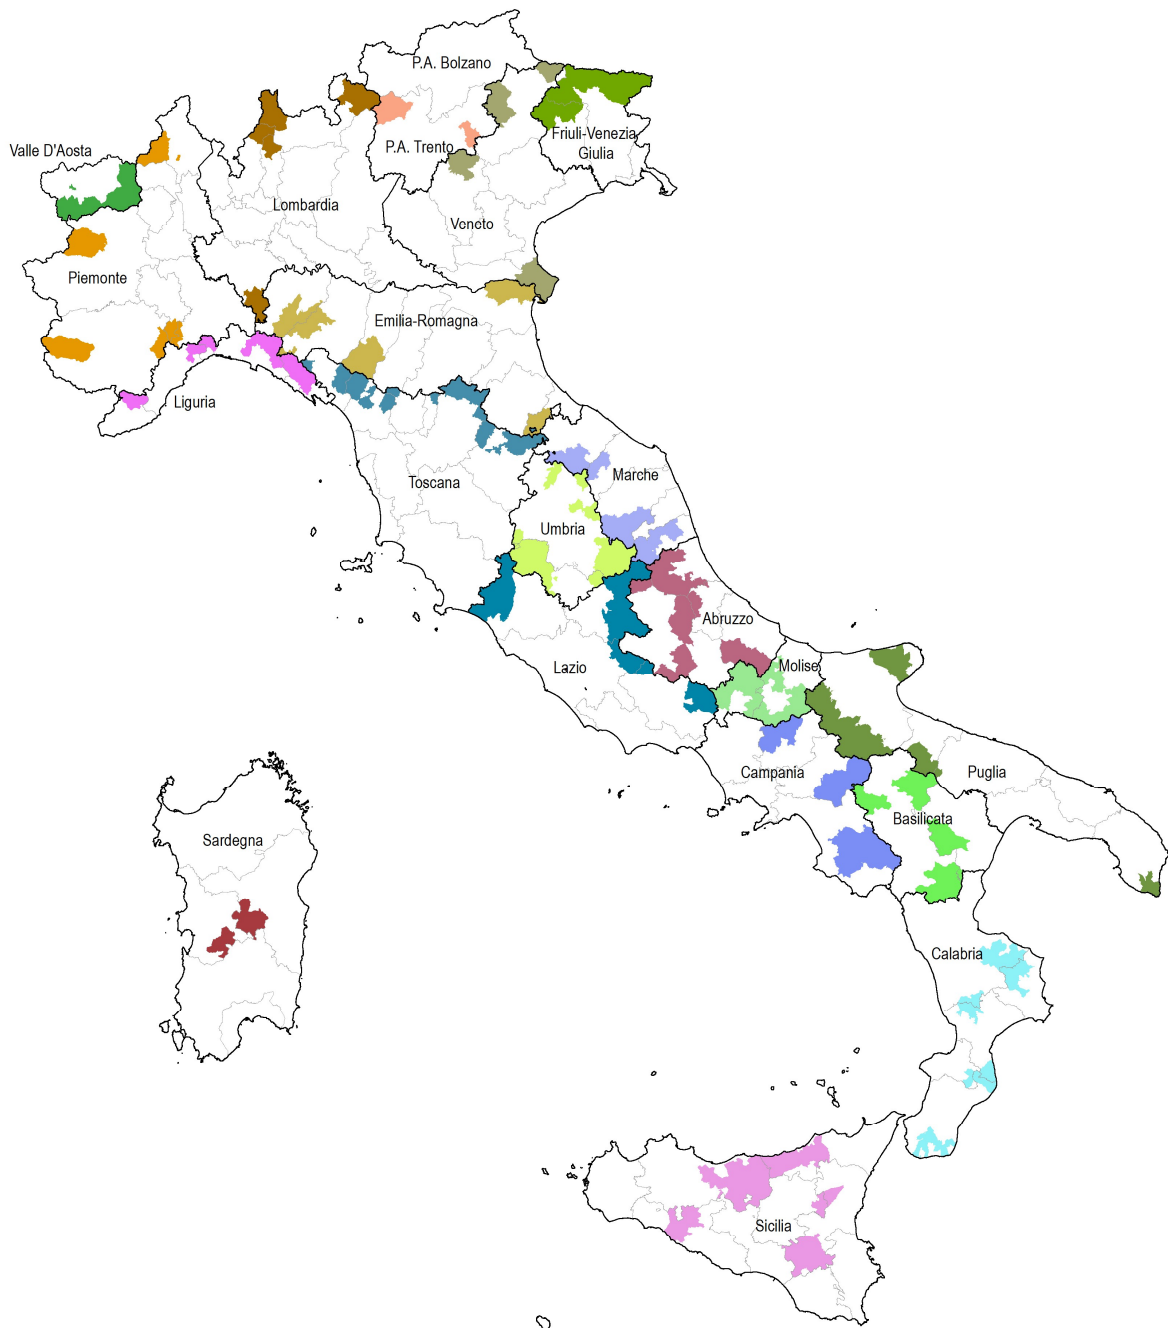 P.A. Bolzano
Friuli-Venezia
Giulia
P.A. Trento
Valle D'Aosta
Lombardia
Veneto
Piemonte
Emilia-Romagna
Liguria
Toscana
Marche
Umbria
Abruzzo
Lazio
Molise
Campania
Puglia
Basilicata
Sardegna
Calabria
Sicilia